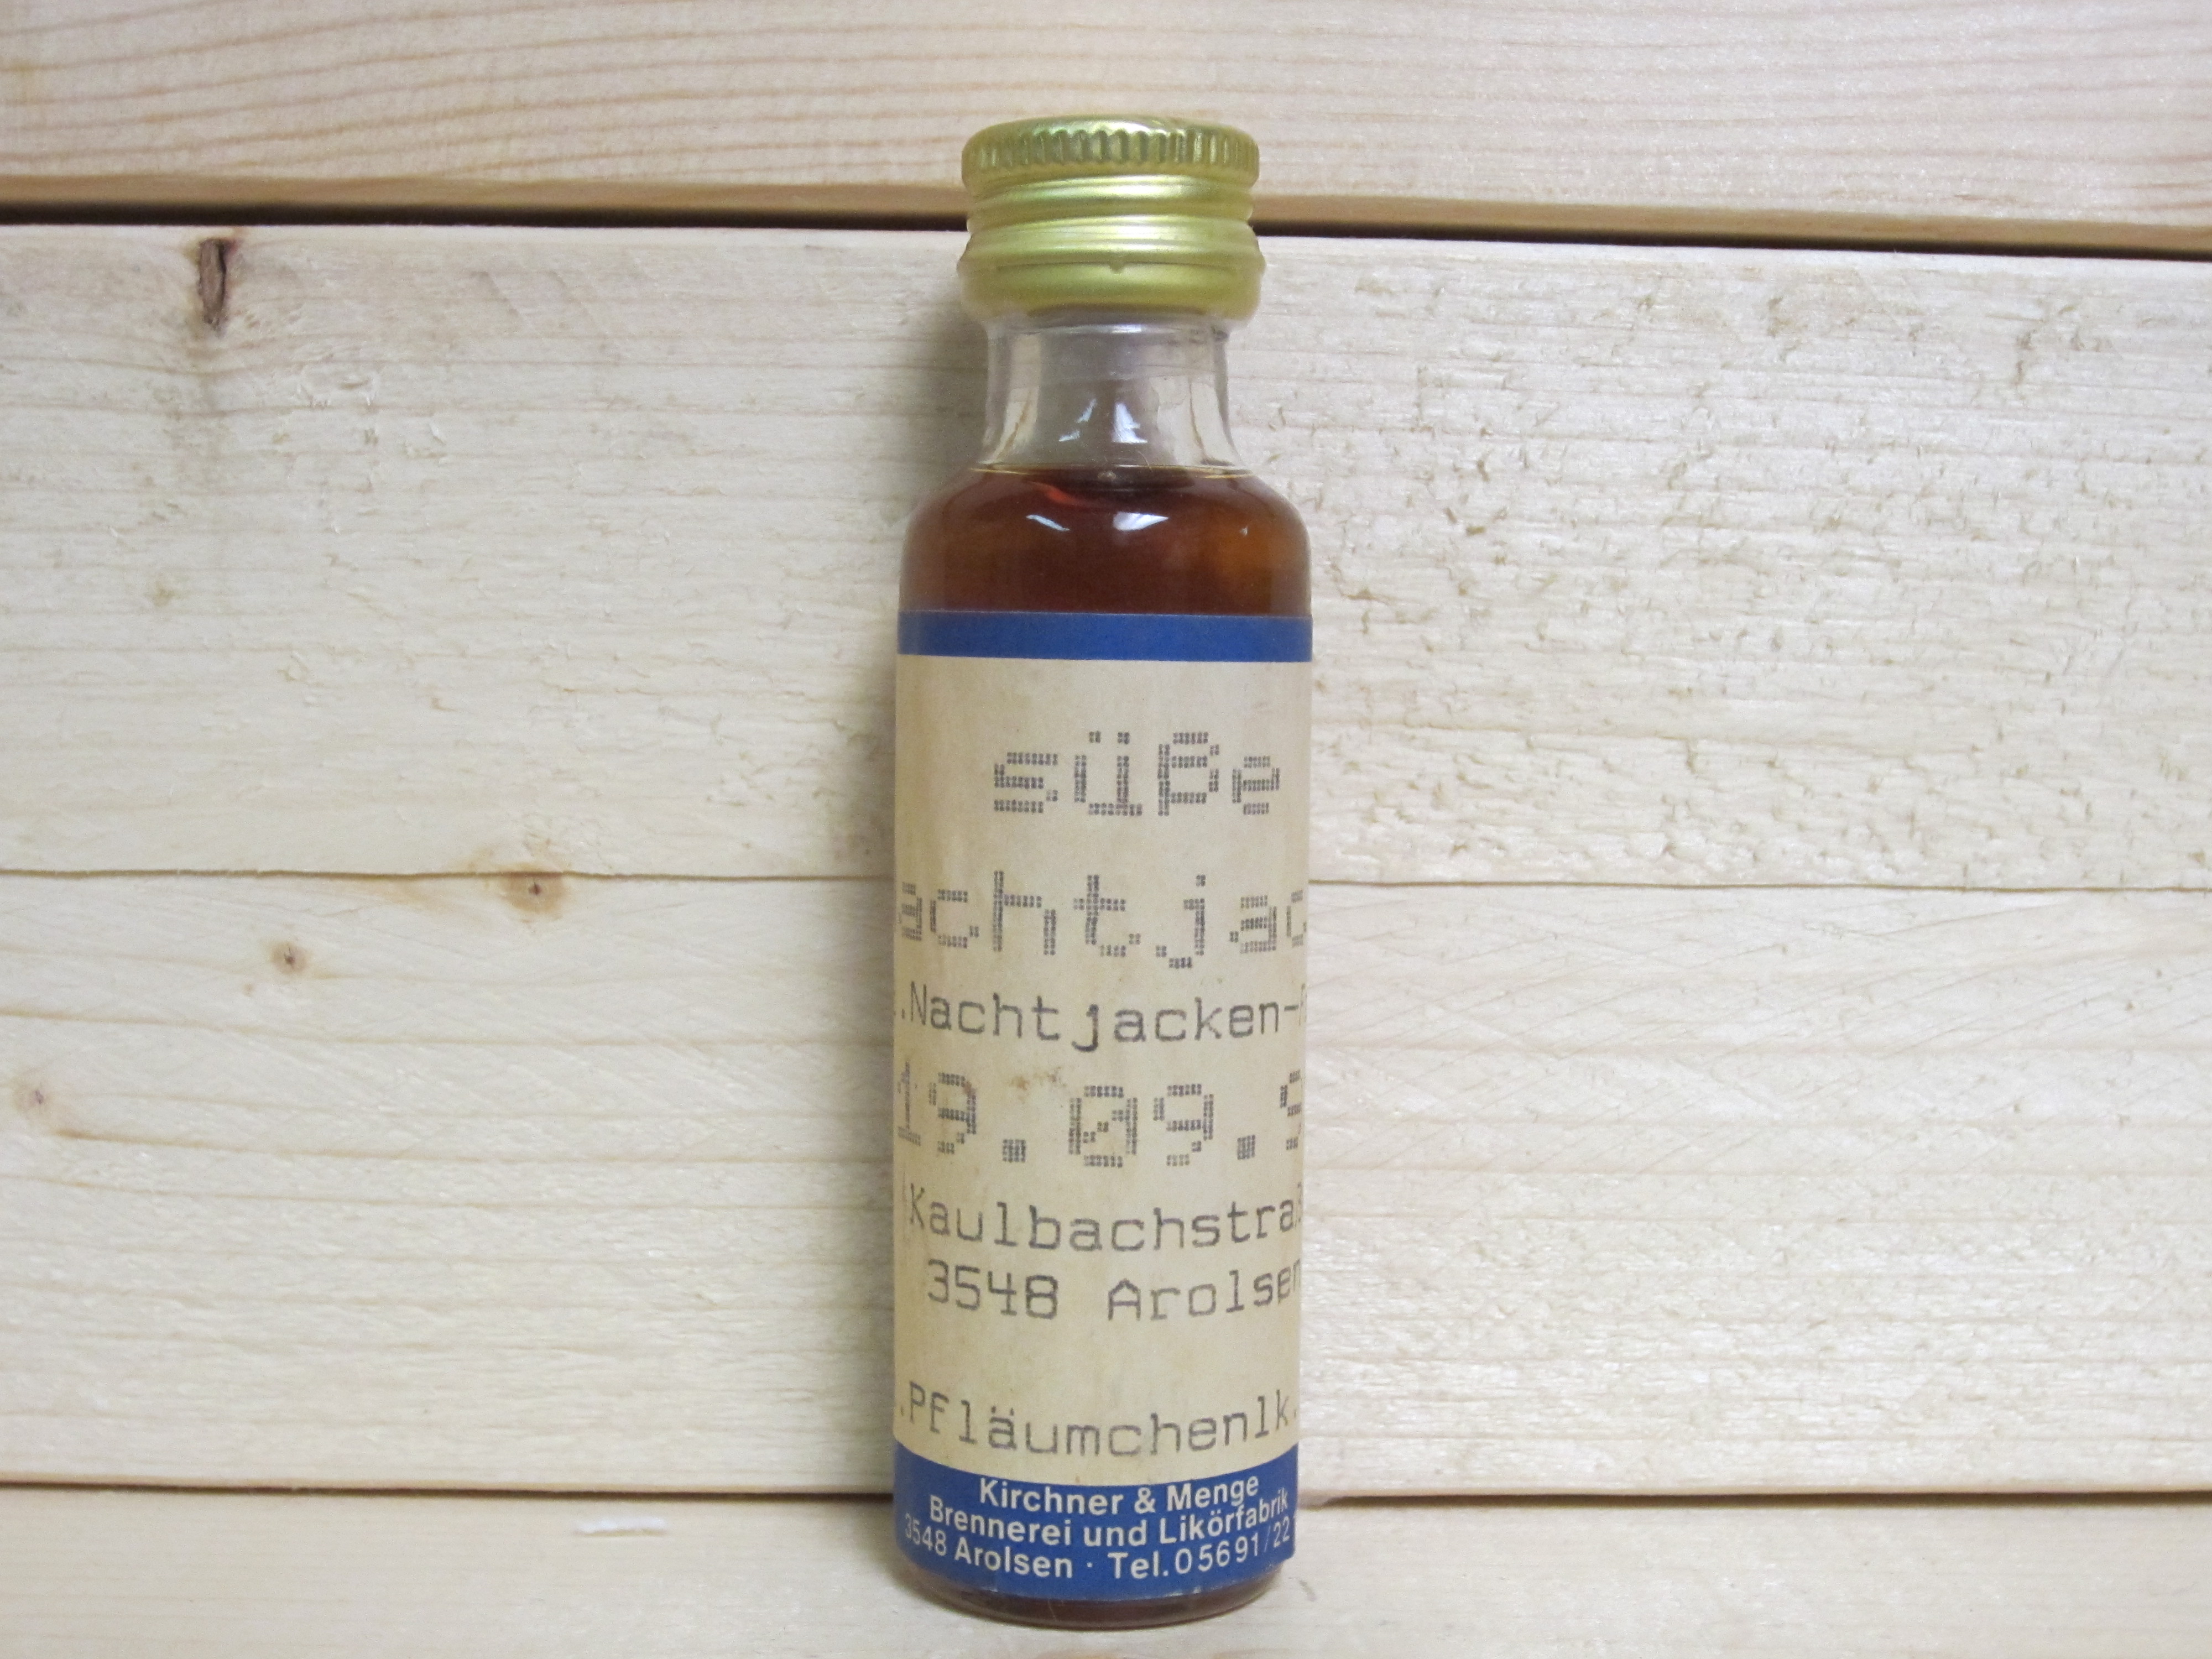 süße
achtjac
.Nachtjacken-
19.09.9
Kaulbachstraß
3548 Arolsen
.Pfläumchenlk.
Kirchner & Menge
Brennerei und Likörfabrik
3548 Arolsen · Tel. 05691/22